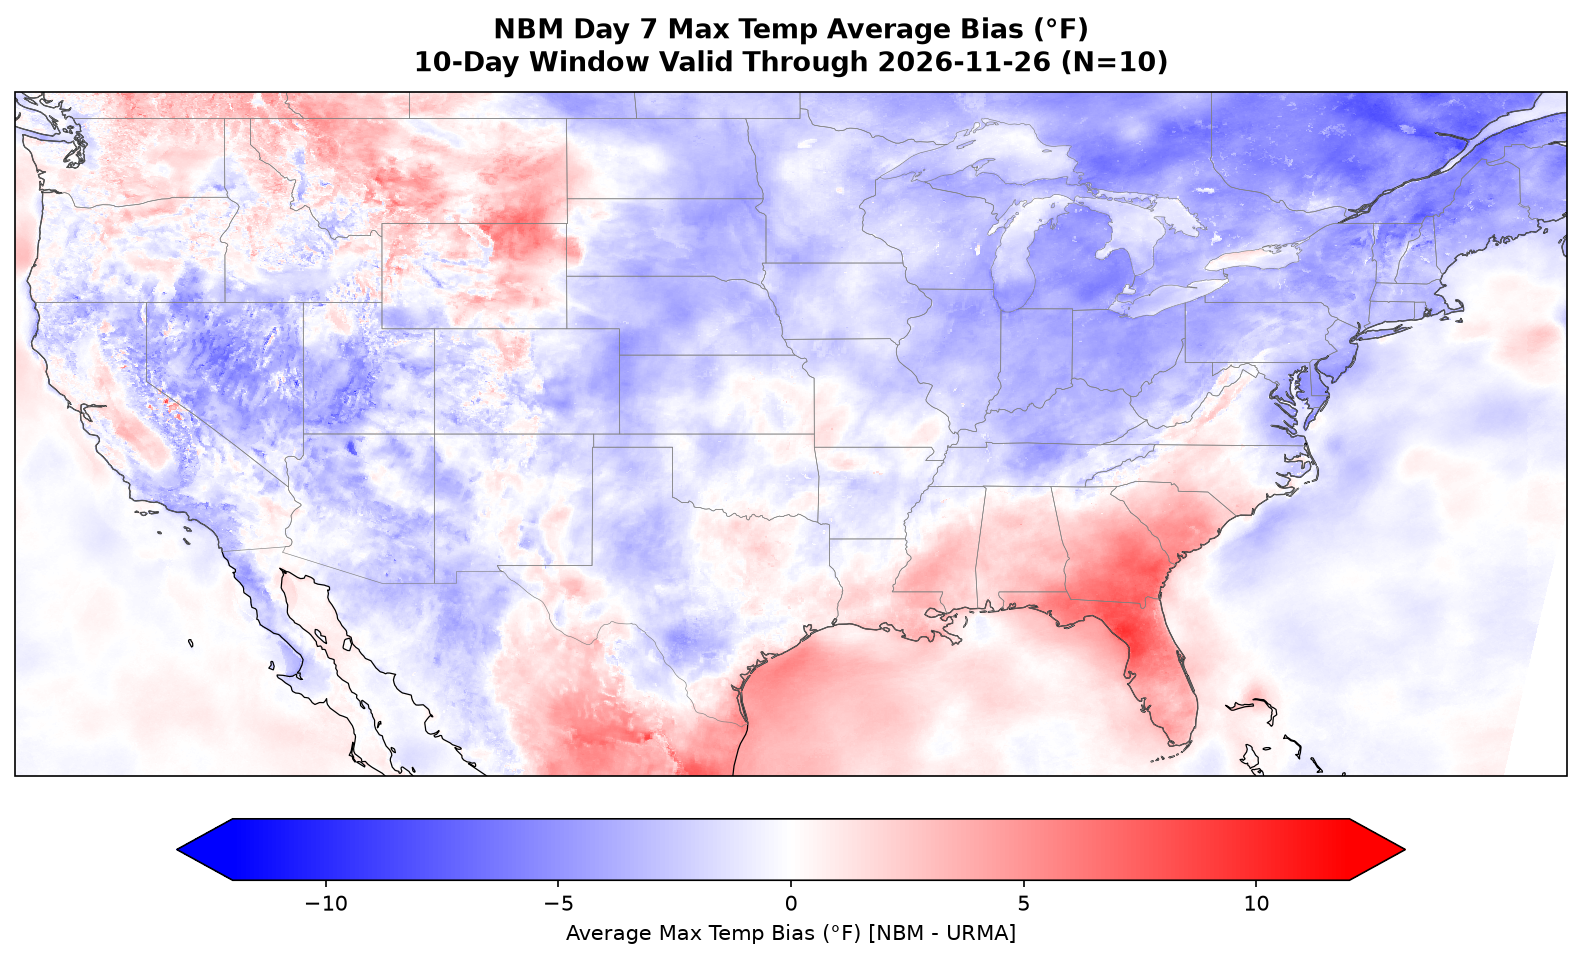 NBM Day 7 Max Temp Average Bias (°F)
10-Day Window Valid Through 2026-11-26 (N=10)
−10 −5 0 5 10
Average Max Temp Bias (°F) [NBM - URMA]